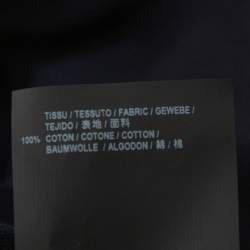 TISSU / TESSUTO / FABRIC / GEWEBE /
TEJIDO / 表地 / 面料
100% COTON / COTONE / COTTON /
BAUMWOLLE / ALGODON / 綿 / 棉